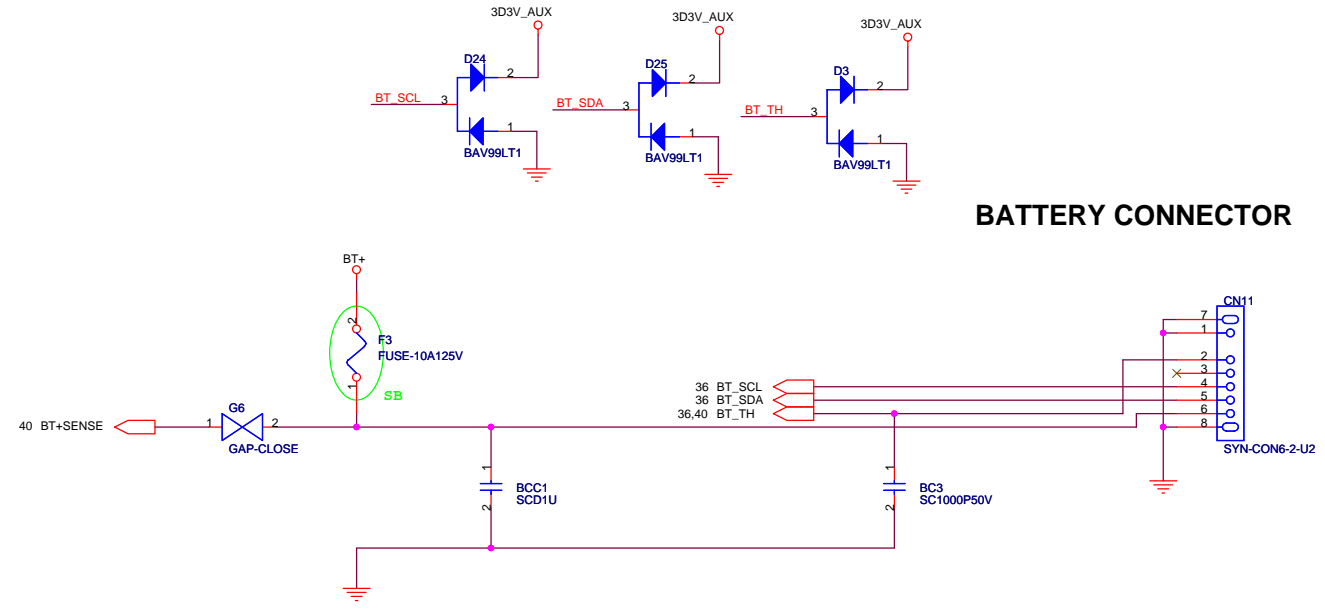 3D3V_AUX
3D3V_AUX
3D3V_AUX
D24
D25
D3
2
2
2
BT_SCL
3
BT_SDA
3
BT_TH
3
1
1
1
BAV99LT1
BAV99LT1
BAV99LT1
BATTERY CONNECTOR
BT+
2
F3
FUSE-10A125V
1
SB
CN11
7
1
2
3
4
5
6
8
SYN-CON6-2-U2
36 BT_SCL
36 BT_SDA
36,40 BT_TH
40 BT+SENSE
G6
1
2
GAP-CLOSE
1
BCC1
SCD1U
2
1
BC3
SC1000P50V
2